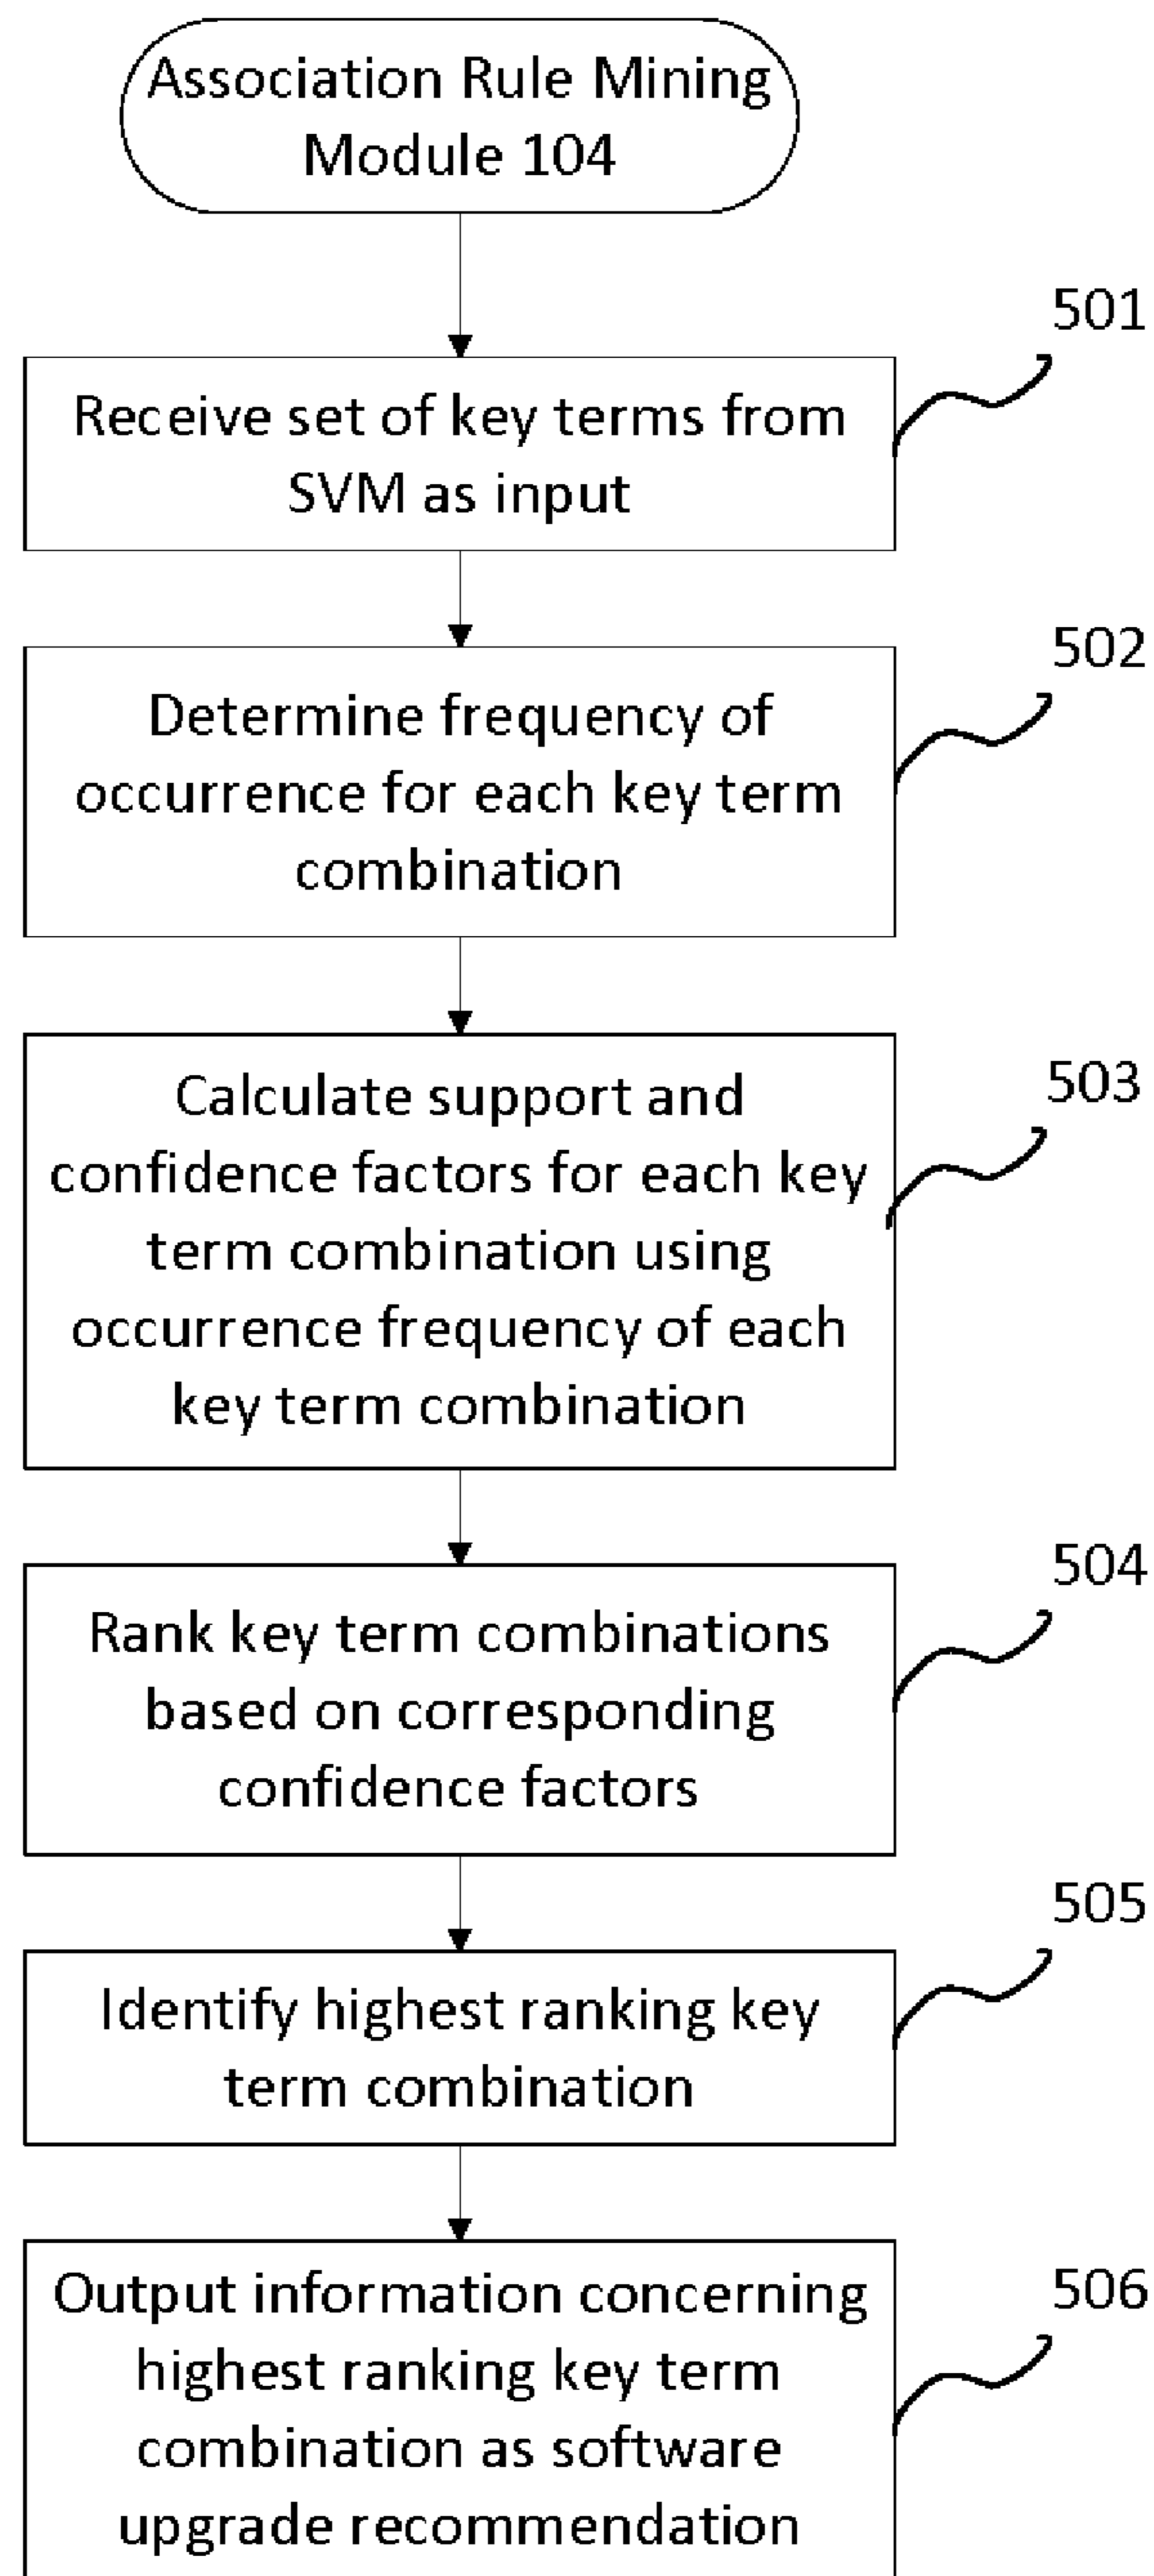 Association Rule Mining
Module 104
501
Receive set of key terms from
SVM as input
502
Determine frequency of
occurrence for each key term
combination
503
Calculate support and
confidence factors for each key
term combination using
occurrence frequency of each
key term combination
504
Rank key term combinations
based on corresponding
confidence factors
505
Identify highest ranking key
term combination
506
Output information concerning
highest ranking key term
combination as software
upgrade recommendation